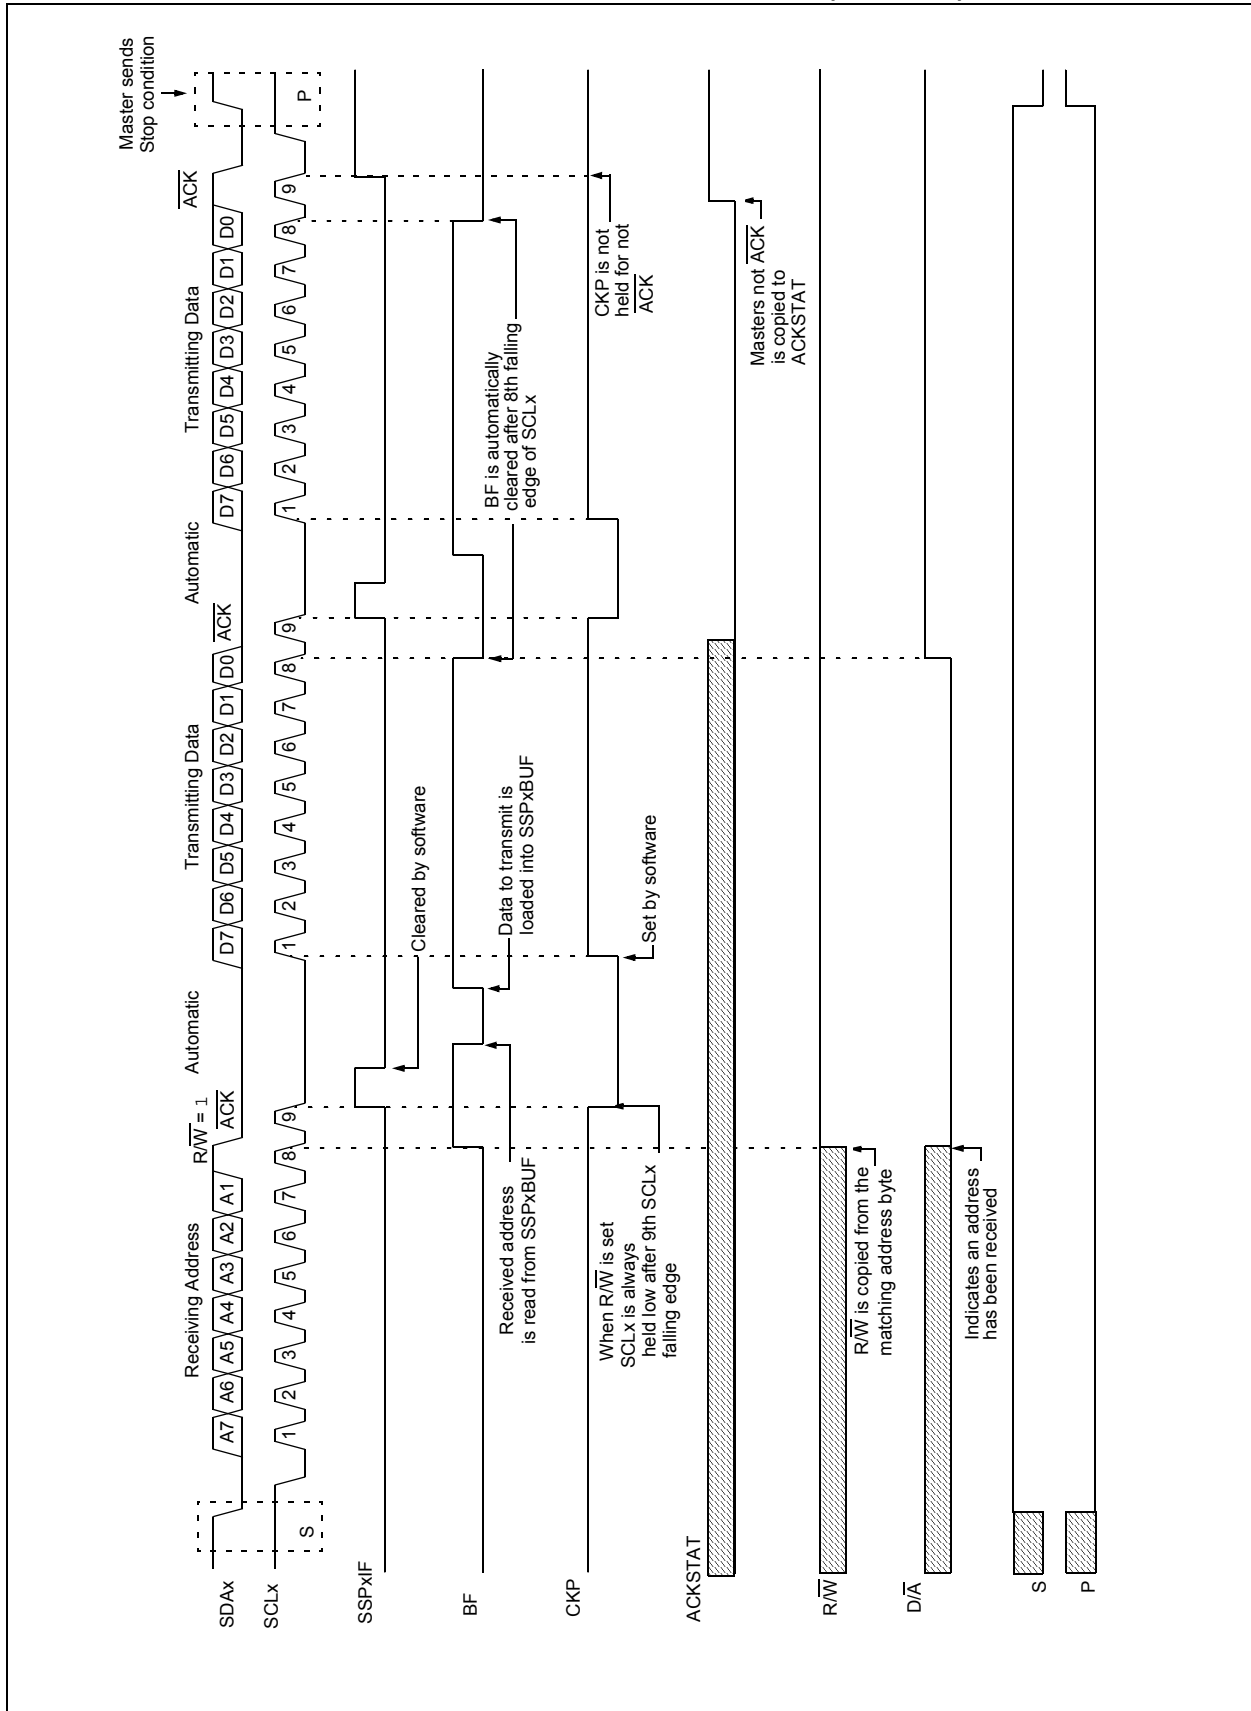 Master sends
Stop condition
Receiving Address
R/W = 1
Automatic
Transmitting Data
Automatic
Transmitting Data
ACK
ACK
ACK
SDAx
A7 A6 A5 A4 A3 A2 A1
D7 D6 D5 D4 D3 D2 D1 D0
D7 D6 D5 D4 D3 D2 D1 D0
SCLx
S
1 2 3 4 5 6 7 8 9
1 2 3 4 5 6 7 8 9
1 2 3 4 5 6 7 8 9
P
SSPxIF
Cleared by software
BF
Received address
is read from SSPxBUF
Data to transmit is
loaded into SSPxBUF
BF is automatically
cleared after 8th falling
edge of SCLx
CKP
When R/W is set
SCLx is always
held low after 9th SCLx
falling edge
Set by software
CKP is not
held for not
ACK
ACKSTAT
Masters not ACK
is copied to
ACKSTAT
R/W
R/W is copied from the
matching address byte
D/A
Indicates an address
has been received
S
P